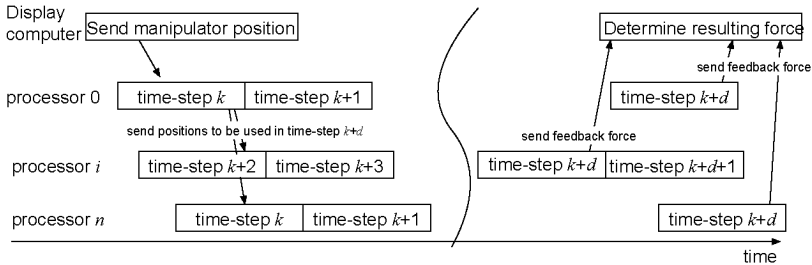 Display
computer
Send manipulator position
Determine resulting force
send feedback force
processor 0
time-step k
time-step k+1
time-step k+d
send positions to be used in time-step k+d
send feedback force
processor i
time-step k+2
time-step k+3
time-step k+d
time-step k+d+1
processor n
time-step k
time-step k+1
time-step k+d
time